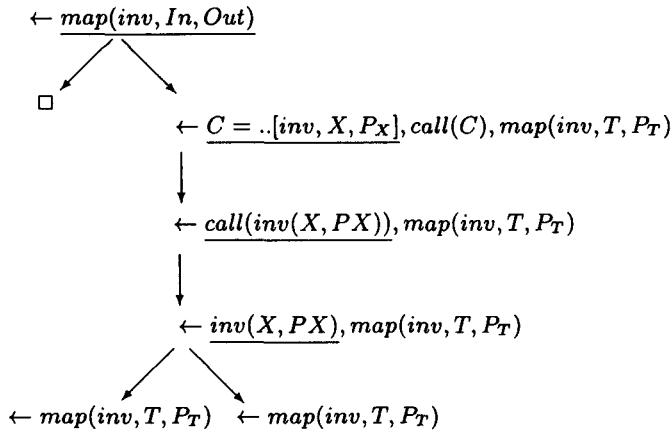 ← map(inv, In, Out)
□
← C = ..[inv, X, P_X], call(C), map(inv, T, P_T)
← call(inv(X, PX)), map(inv, T, P_T)
← inv(X, PX), map(inv, T, P_T)
← map(inv, T, P_T) ← map(inv, T, P_T)